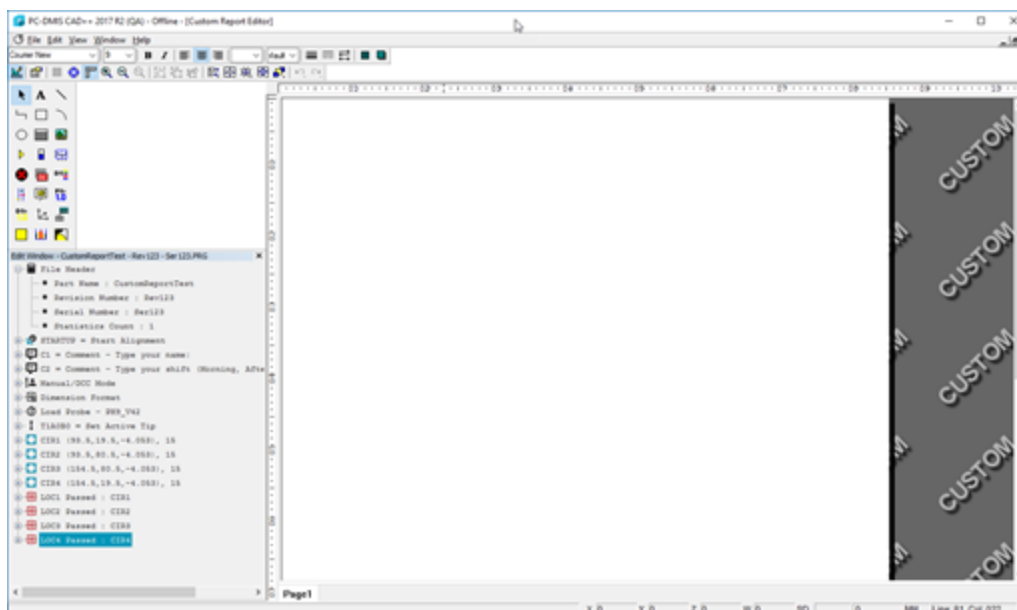 PC-DMIS CAD++ 2017 R2 (QA) - Offline - [Custom Report Editor]
File Edit View Window Help
Courier New 9
Edit Window - CustomReportTest - Rev123 - Ser123.PRG
File Header
Part Name : CustomReportTest
Revision Number : Rev123
Serial Number : Ser123
Statistics Count : 1
STARTUP = Start Alignment
C1 = Comment - Type your name:
C2 = Comment - Type your shift (Morning, Afte
Manual/DCC Mode
Dimension Format
Load Probe -
= Set Active Tip
CIR1 (93.5,19.5,-4.053), 15
CIR2 (93.5,80.5,-4.053), 15
CIR3 (154.5,80.5,-4.053), 15
CIR4 (154.5,19.5,-4.053), 15
LOC1 Passed : CIR1
LOC2 Passed : CIR2
LOC3 Passed : CIR3
LOC4 Passed : CIR4
CUSTOM
CUSTOM
CUSTOM
CUSTOM
CUSTOM
Page1